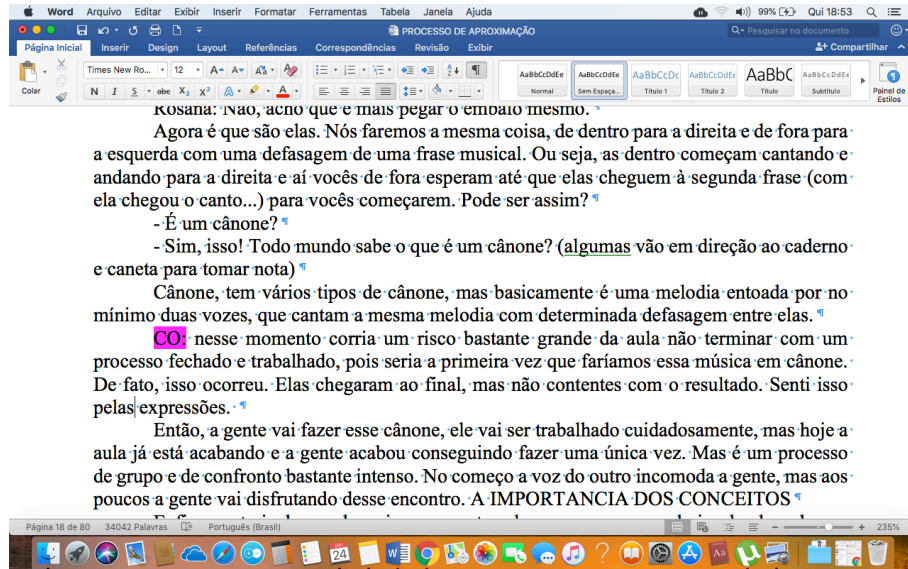 Word Arquivo Editar Exibir Inserir Formatar Ferramentas Tabela Janela Ajuda 99% Qui 18:53
PROCESSO DE APROXIMAÇÃO Pesquisar no documento
Página Inicial Inserir Design Layout Referências Correspondências Revisão Exibir Compartilhar
Times New Ro... 12 AaBbCcDdEe AaBbCcDdEe AaBbCcDc AaBbCcDdEe AaBbC AaBbCcDdEe
Colar N I S abc X₂ X² A A Normal Sem Espaça... Título 1 Título 2 Título Subtítulo Painel de Estilos
Rosana: Não, acho que é mais pegar o embalo mesmo.
Agora é que são elas. Nós faremos a mesma coisa, de dentro para a direita e de fora para
a esquerda com uma defasagem de uma frase musical. Ou seja, as dentro começam cantando e
andando para a direita e aí vocês de fora esperam até que elas cheguem à segunda frase (com
ela chegou o canto...) para vocês começarem. Pode ser assim?
- É um cânone?
- Sim, isso! Todo mundo sabe o que é um cânone? (algumas vão em direção ao caderno
e caneta para tomar nota)
Cânone, tem vários tipos de cânone, mas basicamente é uma melodia entoada por no
mínimo duas vozes, que cantam a mesma melodia com determinada defasagem entre elas.
CO: nesse momento corria um risco bastante grande da aula não terminar com um
processo fechado e trabalhado, pois seria a primeira vez que faríamos essa música em cânone.
De fato, isso ocorreu. Elas chegaram ao final, mas não contentes com o resultado. Senti isso
pelas expressões.
Então, a gente vai fazer esse cânone, ele vai ser trabalhado cuidadosamente, mas hoje a
aula já está acabando e a gente acabou conseguindo fazer uma única vez. Mas é um processo
de grupo e de confronto bastante intenso. No começo a voz do outro incomoda a gente, mas aos
poucos a gente vai disfrutando desse encontro. A IMPORTANCIA DOS CONCEITOS
Página 18 de 80 34042 Palavras Português (Brasil) 235%